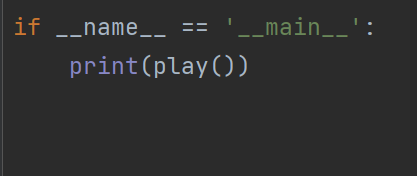 if __name__ == '__main__':
    print(play())